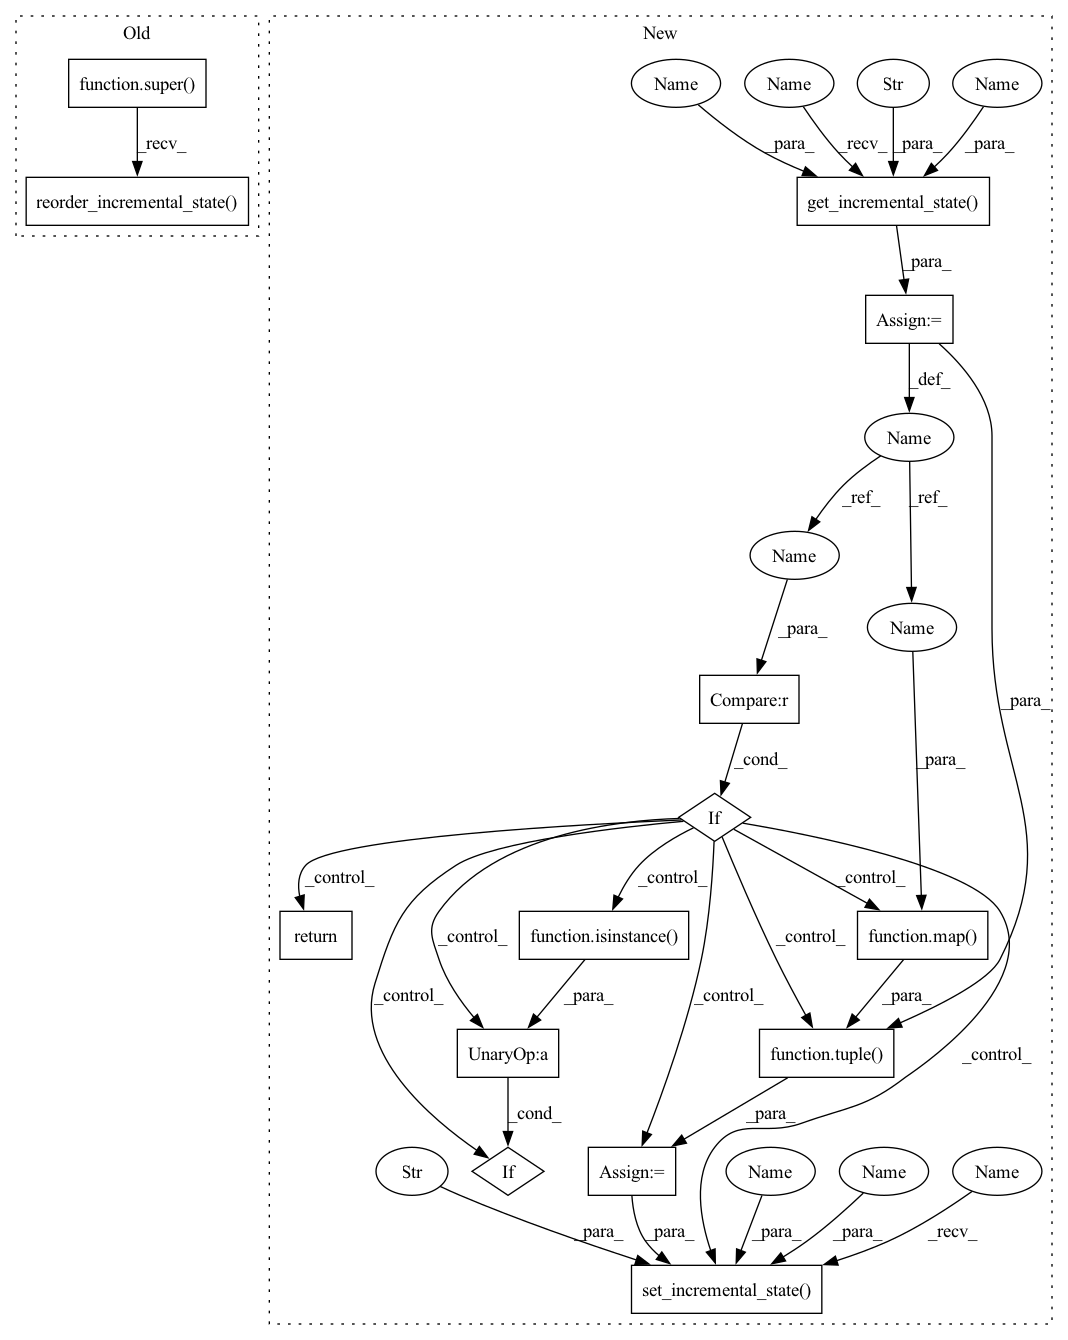 Old
New
function.super()
Name
Name
Str
Name
_recv_
_para_
_recv_
_para_
_para_
reorder_incremental_state()
get_incremental_state()
_para_
Assign:=
_def_
Name
_ref_
_ref_
Name
Name
_para_
Compare:r
_para_
_cond_
_para_
If
_control_
_control_
_control_
return
function.isinstance()
function.map()
_control_
_control_
_control_
_control_
_para_
_control_
_para_
UnaryOp:a
function.tuple()
_control_
_cond_
_para_
Str
If
Assign:=
Name
Name
Name
_para_
_para_
_para_
_para_
_recv_
set_incremental_state()